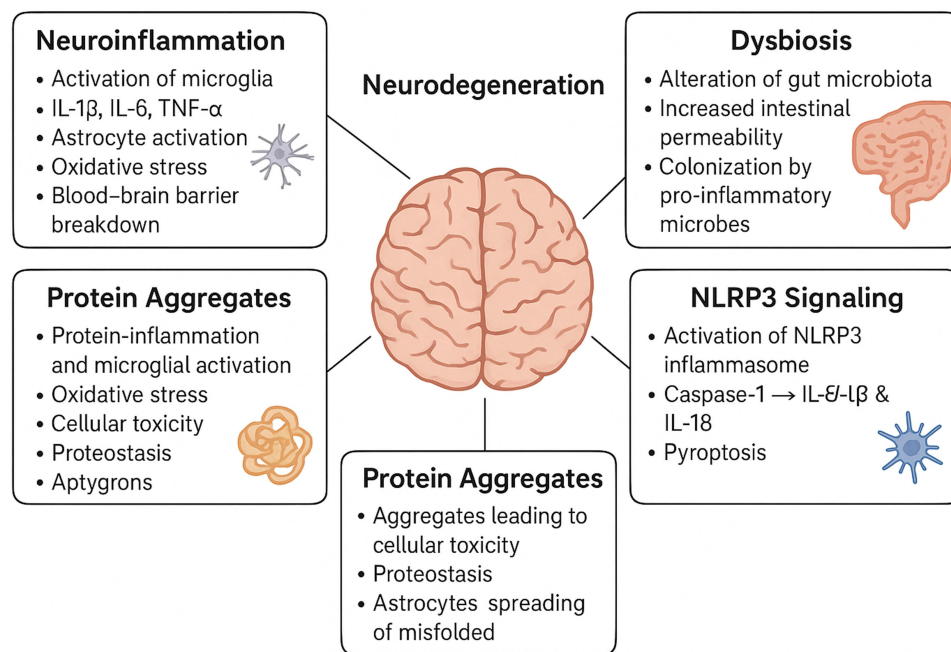 Neuroinflammation
• Activation of microglia
• IL-1β, IL-6, TNF-α
• Astrocyte activation
• Oxidative stress
• Blood–brain barrier
breakdown
Neurodegeneration
Dysbiosis
• Alteration of gut microbiota
• Increased intestinal
permeability
• Colonization by
pro-inflammatory
microbes
Protein Aggregates
• Protein-inflammation
and microglial activation
• Oxidative stress
• Cellular toxicity
• Proteostasis
• Aptygrons
NLRP3 Signaling
• Activation of NLRP3
inflammasome
• Caspase-1 → &
IL-18
• Pyroptosis
Protein Aggregates
• Aggregates leading to
cellular toxicity
• Proteostasis
• Astrocytes spreading
of misfolded